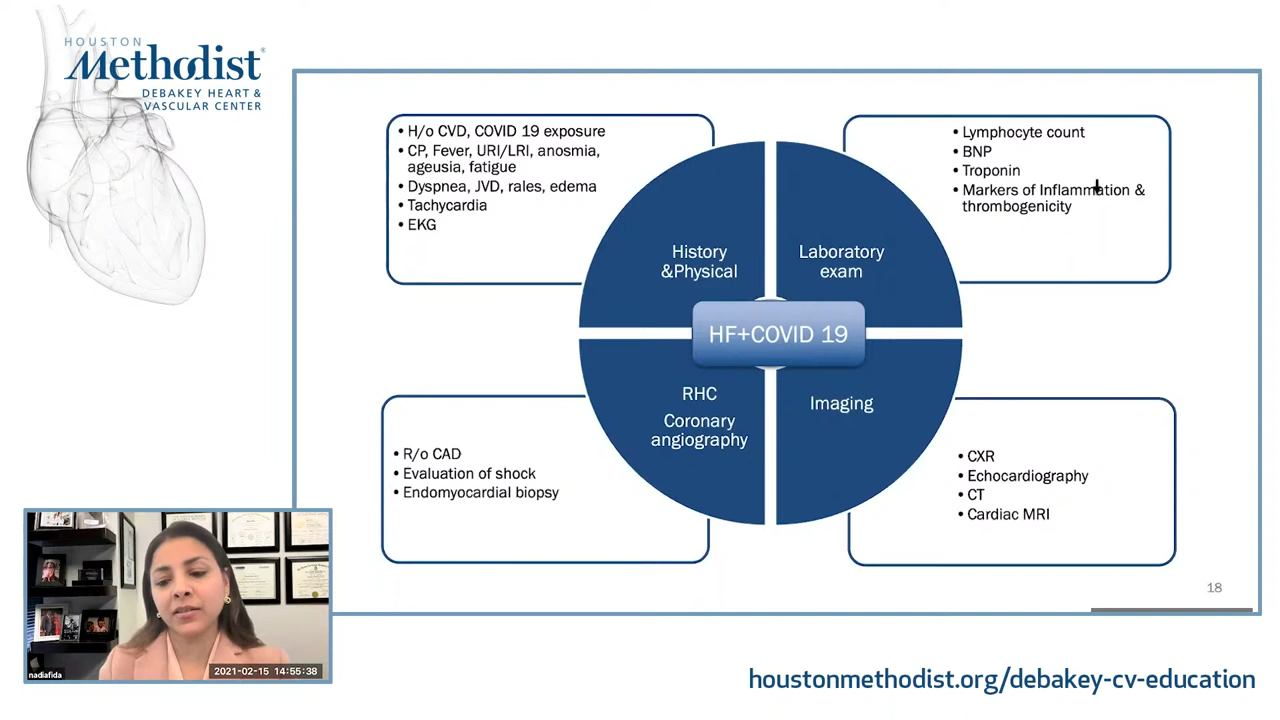 HOUSTON
Methodist®
DEBAKEY HEART &
VASCULAR CENTER
• H/o CVD, COVID 19 exposure
• CP, Fever, URI/LRI, anosmia,
ageusia, fatigue
• Dyspnea, JVD, rales, edema
• Tachycardia
• EKG
• Lymphocyte count
• BNP
• Troponin
• Markers of Inflammation &
thrombogenicity
History
&Physical
Laboratory
exam
HF+COVID 19
RHC
Coronary
angiography
Imaging
• R/o CAD
• Evaluation of shock
• Endomyocardial biopsy
• CXR
• Echocardiography
• CT
• Cardiac MRI
18
nadiafida
2021-02-15 14:55:38
houstonmethodist.org/debakey-cv-education